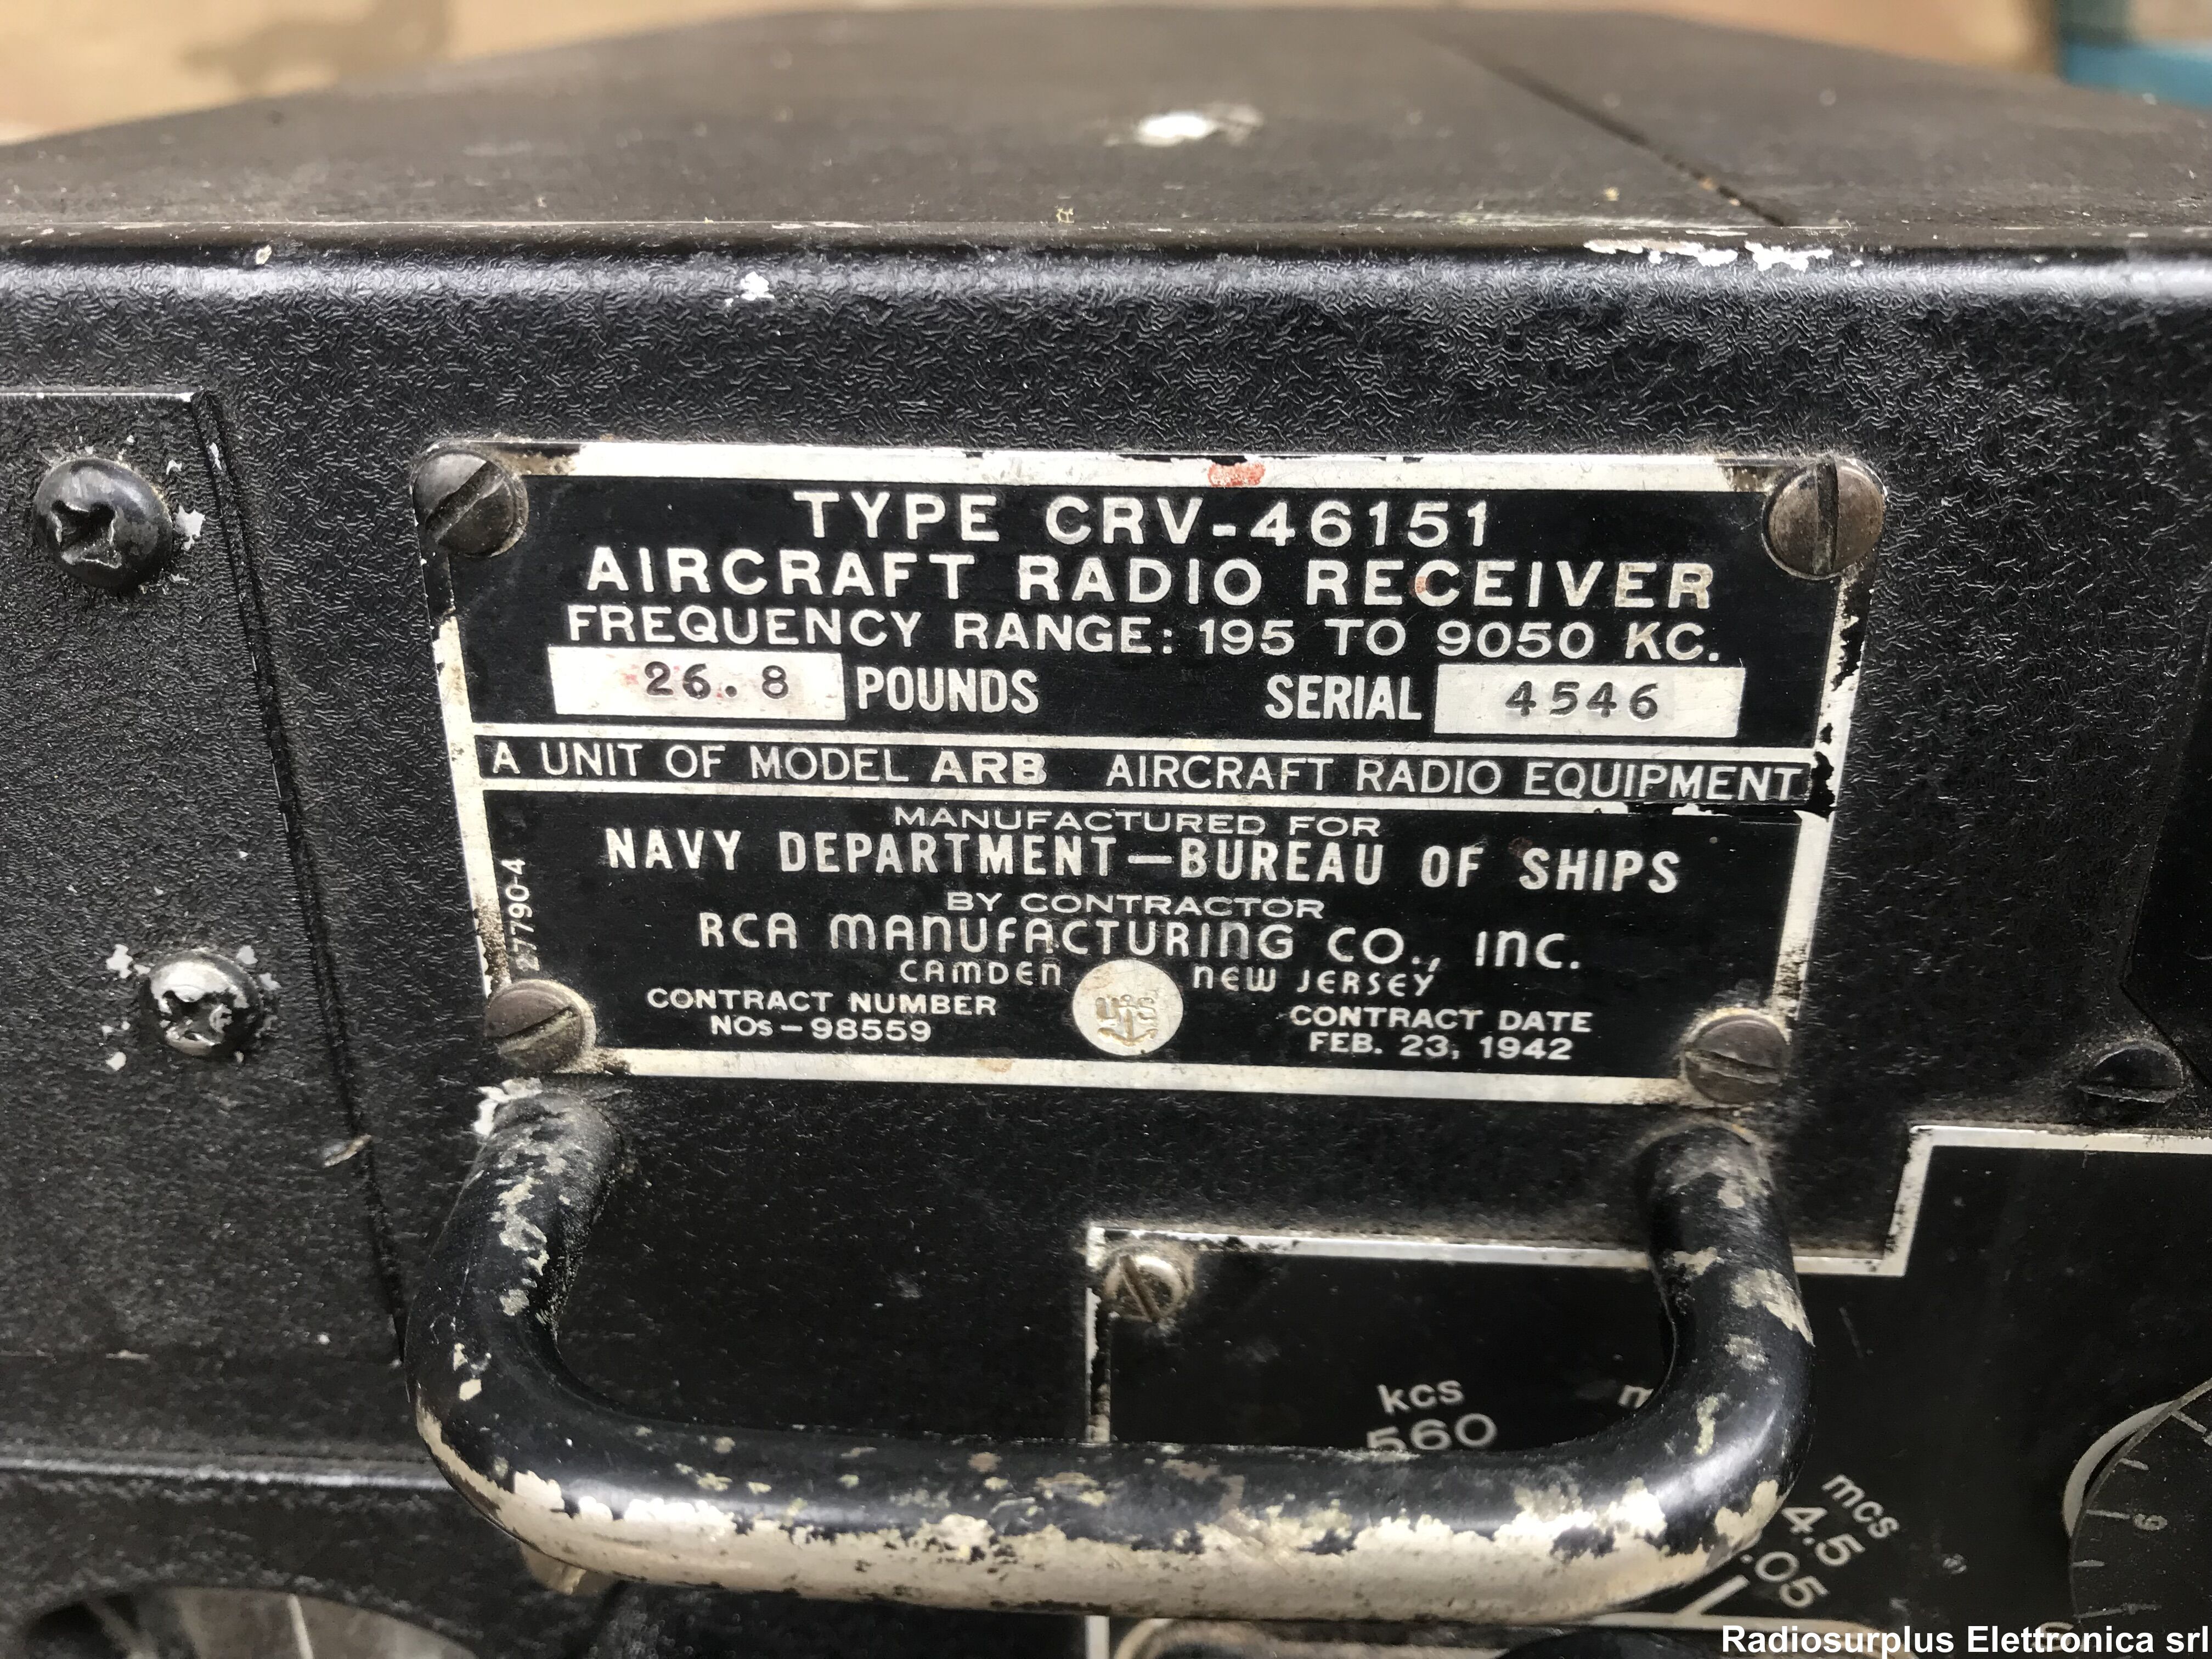 TYPE CRV-46151
AIRCRAFT RADIO RECEIVER
FREQUENCY RANGE: 195 TO 9050 KC.
26.8 POUNDS SERIAL 4546
A UNIT OF MODEL ARB AIRCRAFT RADIO EQUIPMENT
MANUFACTURED FOR
NAVY DEPARTMENT—BUREAU OF SHIPS
BY CONTRACTOR
RCA MANUFACTURING CO., INC.
CAMDEN NEW JERSEY
CONTRACT NUMBER
NOs-98559
CONTRACT DATE
FEB. 23, 1942
kcs
560
mcs
4.5
.05
Radiosurplus Elettronica srl